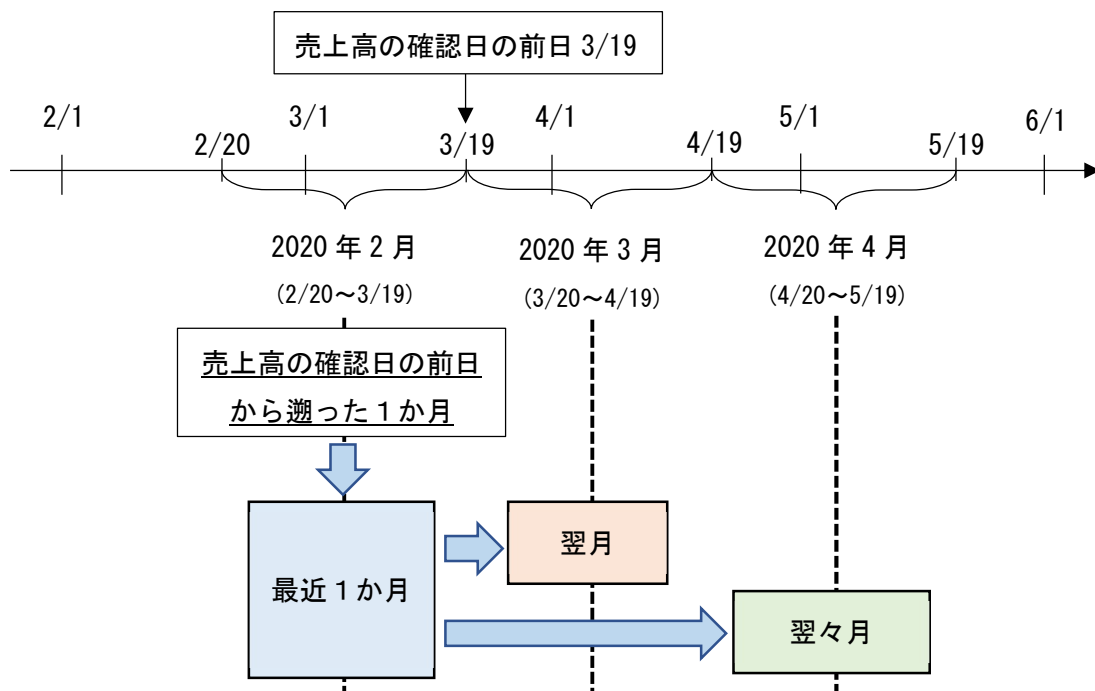 売上高の確認日の前日 3/19
2/1
3/1
4/1
5/1
6/1
2/20
3/19
4/19
5/19
2020 年 2 月
2020 年 3 月
2020 年 4 月
(2/20~3/19)
(3/20~4/19)
(4/20~5/19)
売上高の確認日の前日
から遡った１か月
翌月
最近１か月
翌々月